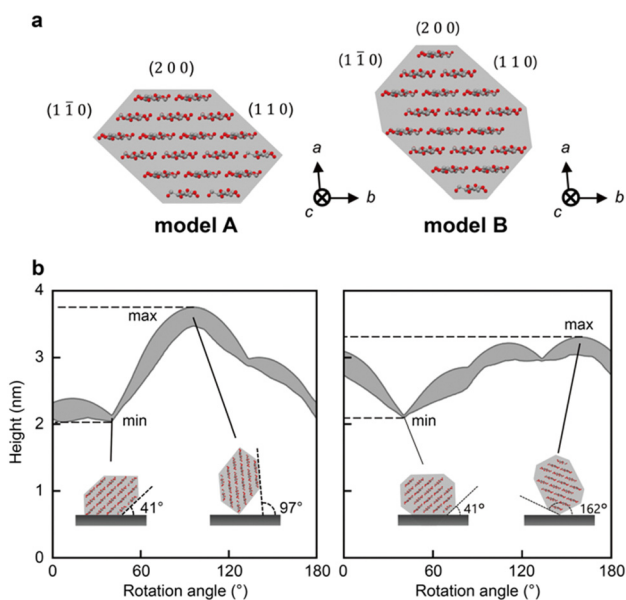 a
(2 0 0)
(1 1̄ 0)
(1 1 0)
model A
a
c
b
(2 0 0)
(1 1̄ 0)
(1 1 0)
model B
a
c
b
b
Height (nm)
4
3
2
1
0
max
min
41°
97°
0
60
120
180
Rotation angle (°)
max
min
41°
162°
0
60
120
180
Rotation angle (°)